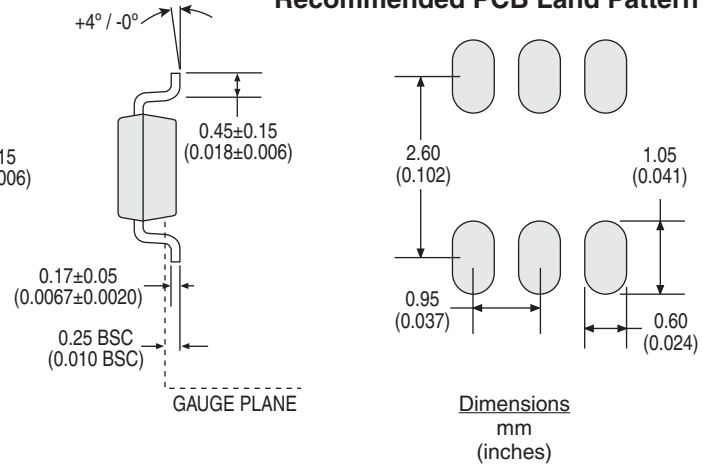 Recommended PCB Land Pattern
+4° / -0°
0.45±0.15
(0.018±0.006)
2.60
(0.102)
1.05
(0.041)
0.17±0.05
(0.0067±0.0020)
0.95
(0.037)
0.60
(0.024)
0.25 BSC
(0.010 BSC)
GAUGE PLANE
Dimensions
mm
(inches)